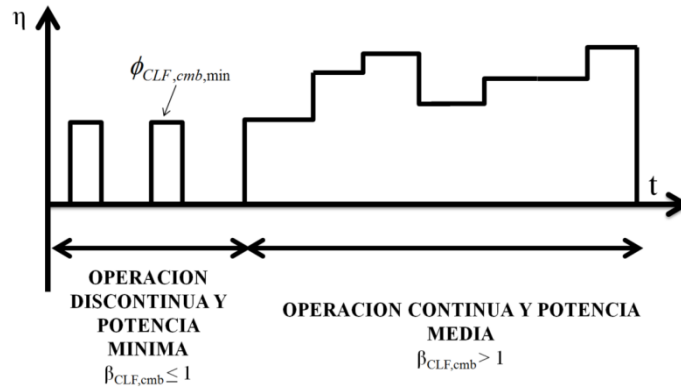 η
ϕCLF,cmb,min
t
OPERACION
DISCONTINUA Y
POTENCIA
MINIMA
βCLF,cmb ≤ 1
OPERACION CONTINUA Y POTENCIA
MEDIA
βCLF,cmb > 1